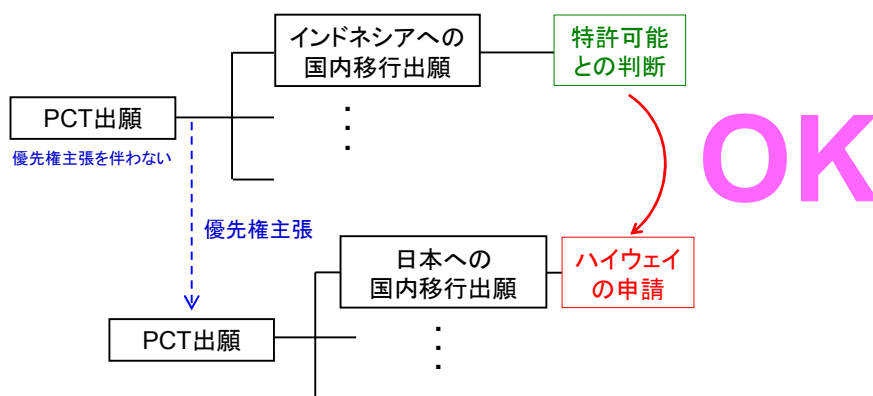 インドネシアへの
国内移行出願
特許可能
との判断
PCT出願
優先権主張を伴わない
OK
優先権主張
日本への
国内移行出願
ハイウェイ
の申請
PCT出願